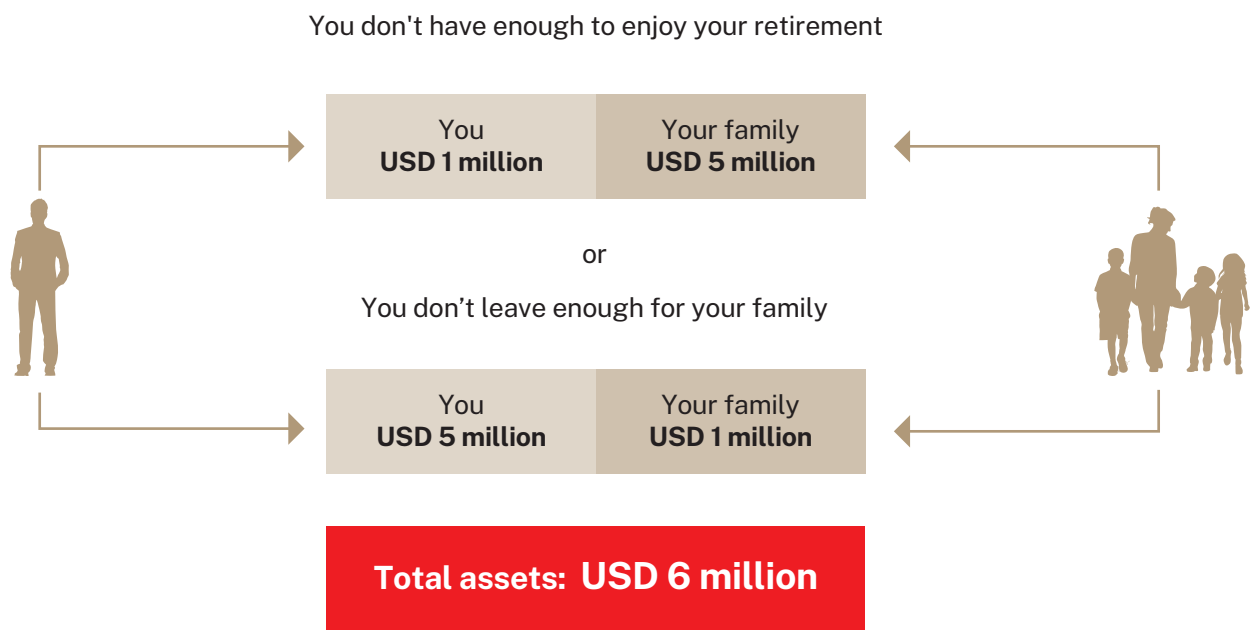 You don't have enough to enjoy your retirement
You
USD 1 million
Your family
USD 5 million
or
You don’t leave enough for your family
You
USD 5 million
Your family
USD 1 million
Total assets: USD 6 million